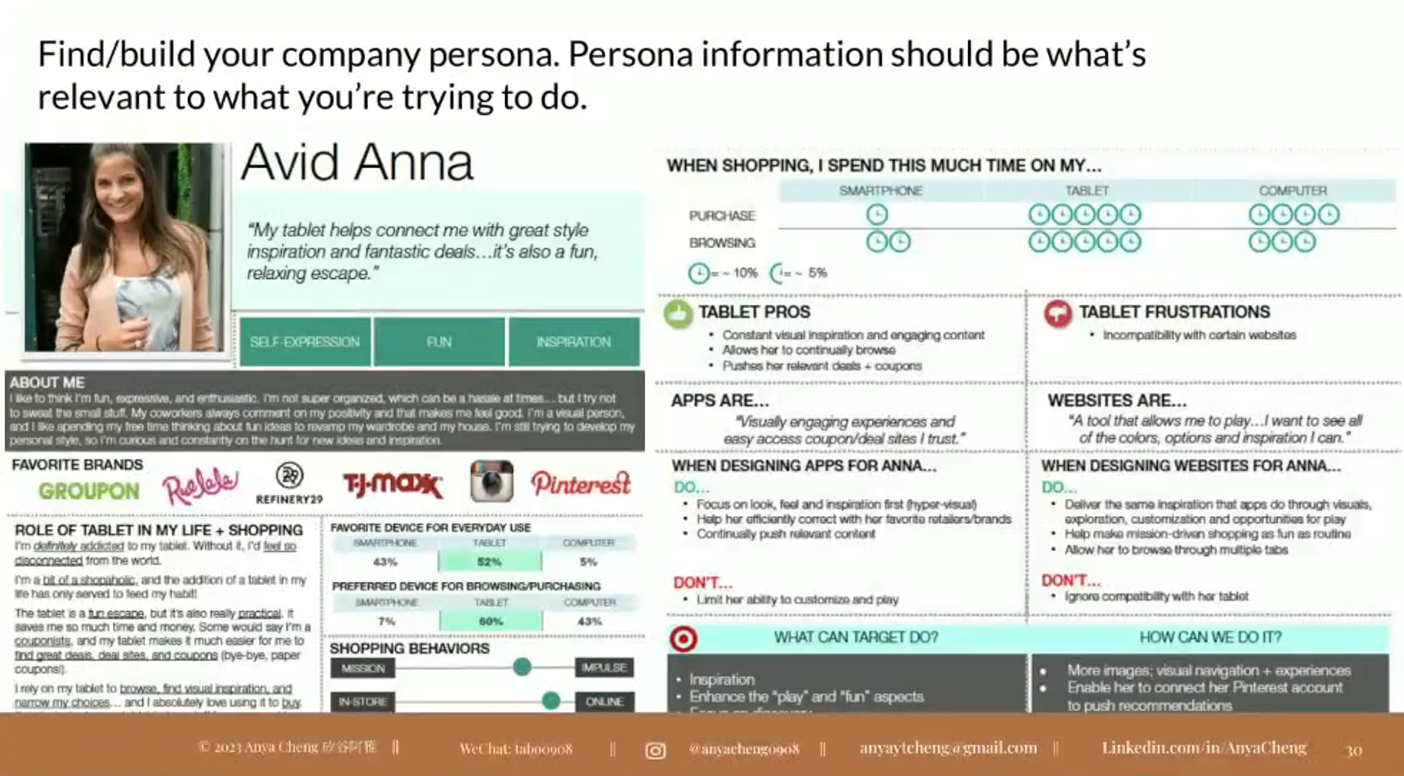 Find/build your company persona. Persona information should be what's
relevant to what you're trying to do.
Avid Anna
"My tablet helps connect me with great style
inspiration and fantastic deals...it's also a fun,
relaxing escape."
SELF-EXPRESSION
FUN
INSPIRATION
ABOUT ME
I like to think I'm fun, expressive, and enthusiastic. I'm not super organized, which can be a hassle at times... but I try not
to sweat the small stuff. My coworkers always comment on my positivity and that makes me feel good. I'm a visual person,
and I like spending my free time thinking about fun ideas to revamp my wardrobe and my house. I'm still trying to develop my
personal style, so I'm curious and constantly on the hunt for new ideas and inspiration.
FAVORITE BRANDS
GROUPON
RueLaLa
29
REFINERY29
T·J·maxx
Pinterest
ROLE OF TABLET IN MY LIFE + SHOPPING
I'm definitely addicted to my tablet. Without it, I'd feel so
disconnected from the world.
I'm a bit of a shopaholic, and the addition of a tablet in my
life has only served to feed my habit!
The tablet is a fun escape, but it's also really practical. It
saves me so much time and money. Some would say I'm a
couponista, and my tablet makes it much easier for me to
find great deals, deal sites, and coupons (bye-bye, paper
coupons!).
I rely on my tablet to browse, find visual inspiration, and
narrow my choices... and I absolutely love using it to buy.
FAVORITE DEVICE FOR EVERYDAY USE
SMARTPHONE TABLET COMPUTER
43% 52% 5%
PREFERRED DEVICE FOR BROWSING/PURCHASING
SMARTPHONE TABLET COMPUTER
7% 60% 43%
SHOPPING BEHAVIORS
MISSION IMPULSE
IN-STORE ONLINE
WHEN SHOPPING, I SPEND THIS MUCH TIME ON MY...
SMARTPHONE TABLET COMPUTER
PURCHASE
BROWSING
= ~ 10% = ~ 5%
TABLET PROS
• Constant visual inspiration and engaging content
• Allows her to continually browse
• Pushes her relevant deals + coupons
TABLET FRUSTRATIONS
• Incompatibility with certain websites
APPS ARE...
"Visually engaging experiences and
easy access coupon/deal sites I trust."
WEBSITES ARE...
"A tool that allows me to play...I want to see all
of the colors, options and inspiration I can."
WHEN DESIGNING APPS FOR ANNA...
DO...
• Focus on look, feel and inspiration first (hyper-visual)
• Help her efficiently correct with her favorite retailers/brands
• Continually push relevant content
DON'T...
• Limit her ability to customize and play
WHEN DESIGNING WEBSITES FOR ANNA...
DO...
• Deliver the same inspiration that apps do through visuals,
exploration, customization and opportunities for play
• Help make mission-driven shopping as fun as routine
• Allow her to browse through multiple tabs
DON'T...
• Ignore compatibility with her tablet
WHAT CAN TARGET DO?
• Inspiration
• Enhance the "play" and "fun" aspects
HOW CAN WE DO IT?
• More images; visual navigation + experiences
• Enable her to connect her Pinterest account
to push recommendations
© 2023 Anya Cheng 矽谷阿雅 || WeChat: tab00908 || @anyacheng0908 || anyaytcheng@gmail.com || Linkedin.com/in/AnyaCheng 30